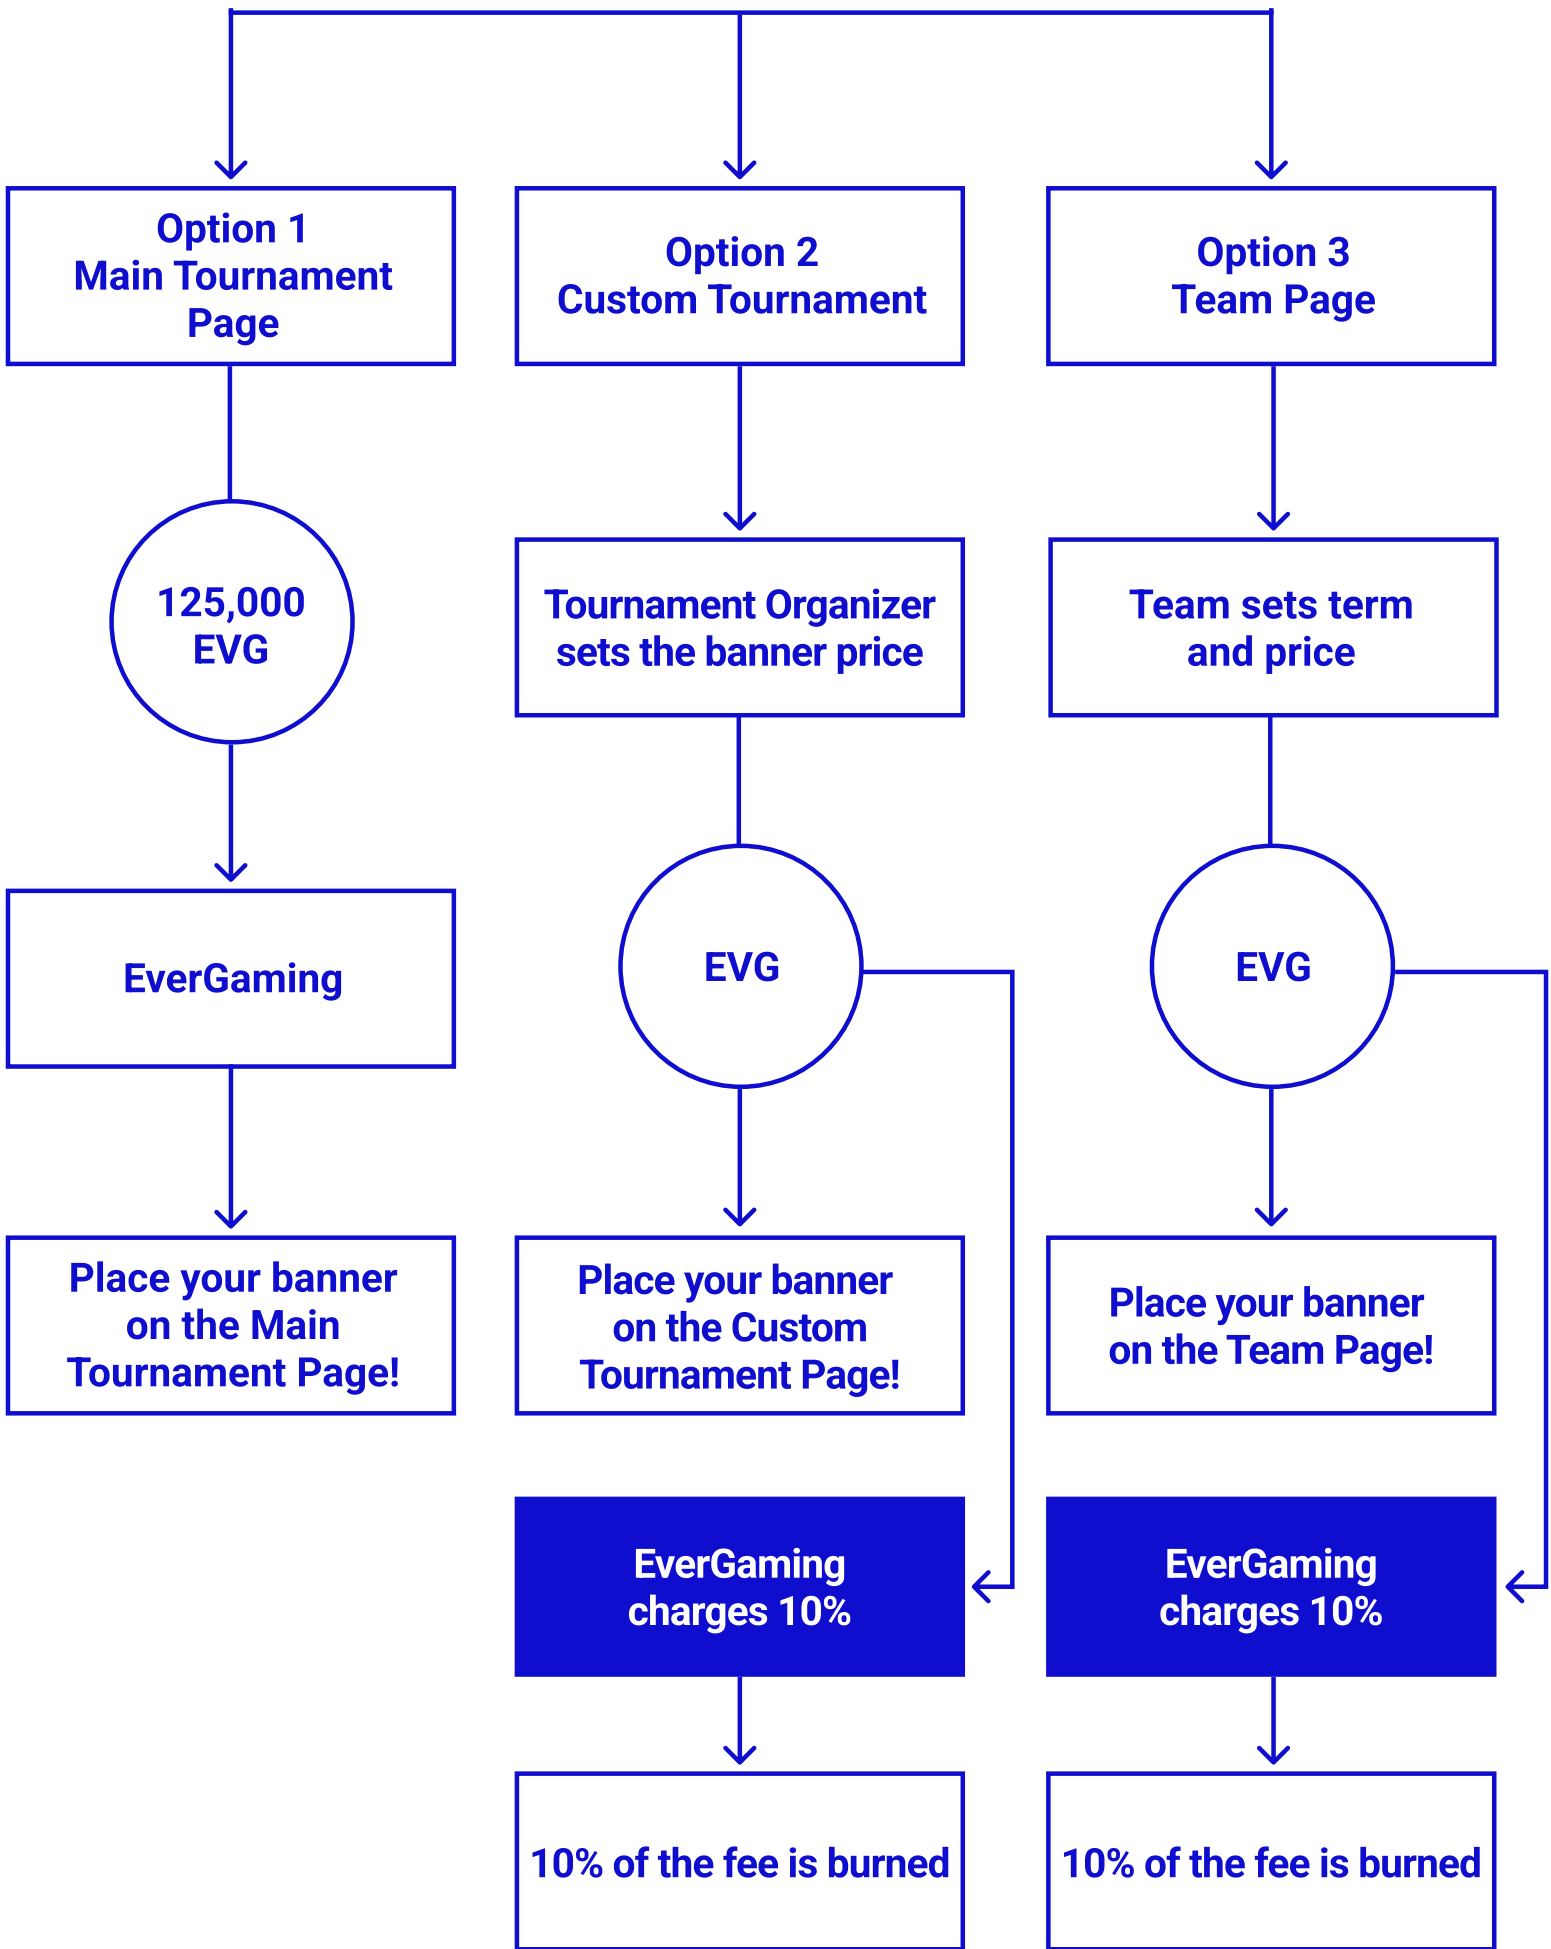 Option 1
Main Tournament
Page
Option 2
Custom Tournament
Option 3
Team Page
125,000
EVG
Tournament Organizer
sets the banner price
Team sets term
and price
EverGaming
EVG
EVG
Place your banner
on the Main
Tournament Page!
Place your banner
on the Custom
Tournament Page!
Place your banner
on the Team Page!
EverGaming
charges 10%
EverGaming
charges 10%
10% of the fee is burned
10% of the fee is burned